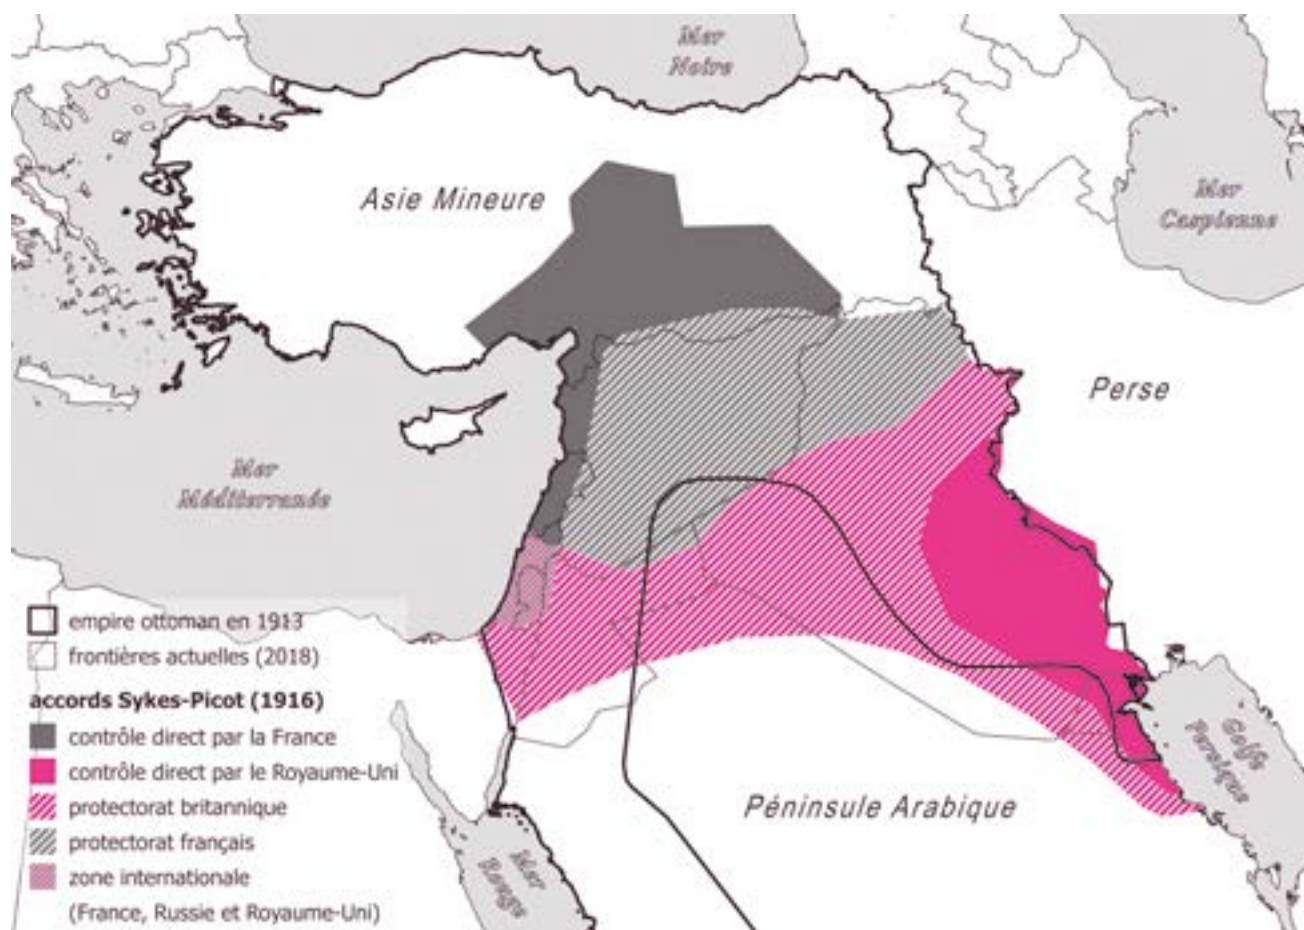 Mer
Noire
Asie Mineure
Mer
Caspienne
Perse
Mer
Méditerranée
empire ottoman en 1913
frontières actuelles (2018)
accords Sykes-Picot (1916)
contrôle direct par la France
contrôle direct par le Royaume-Uni
protectorat britannique
protectorat français
zone internationale
(France, Russie et Royaume-Uni)
Péninsule Arabique
Golfe
Persique
Mer
Rouge